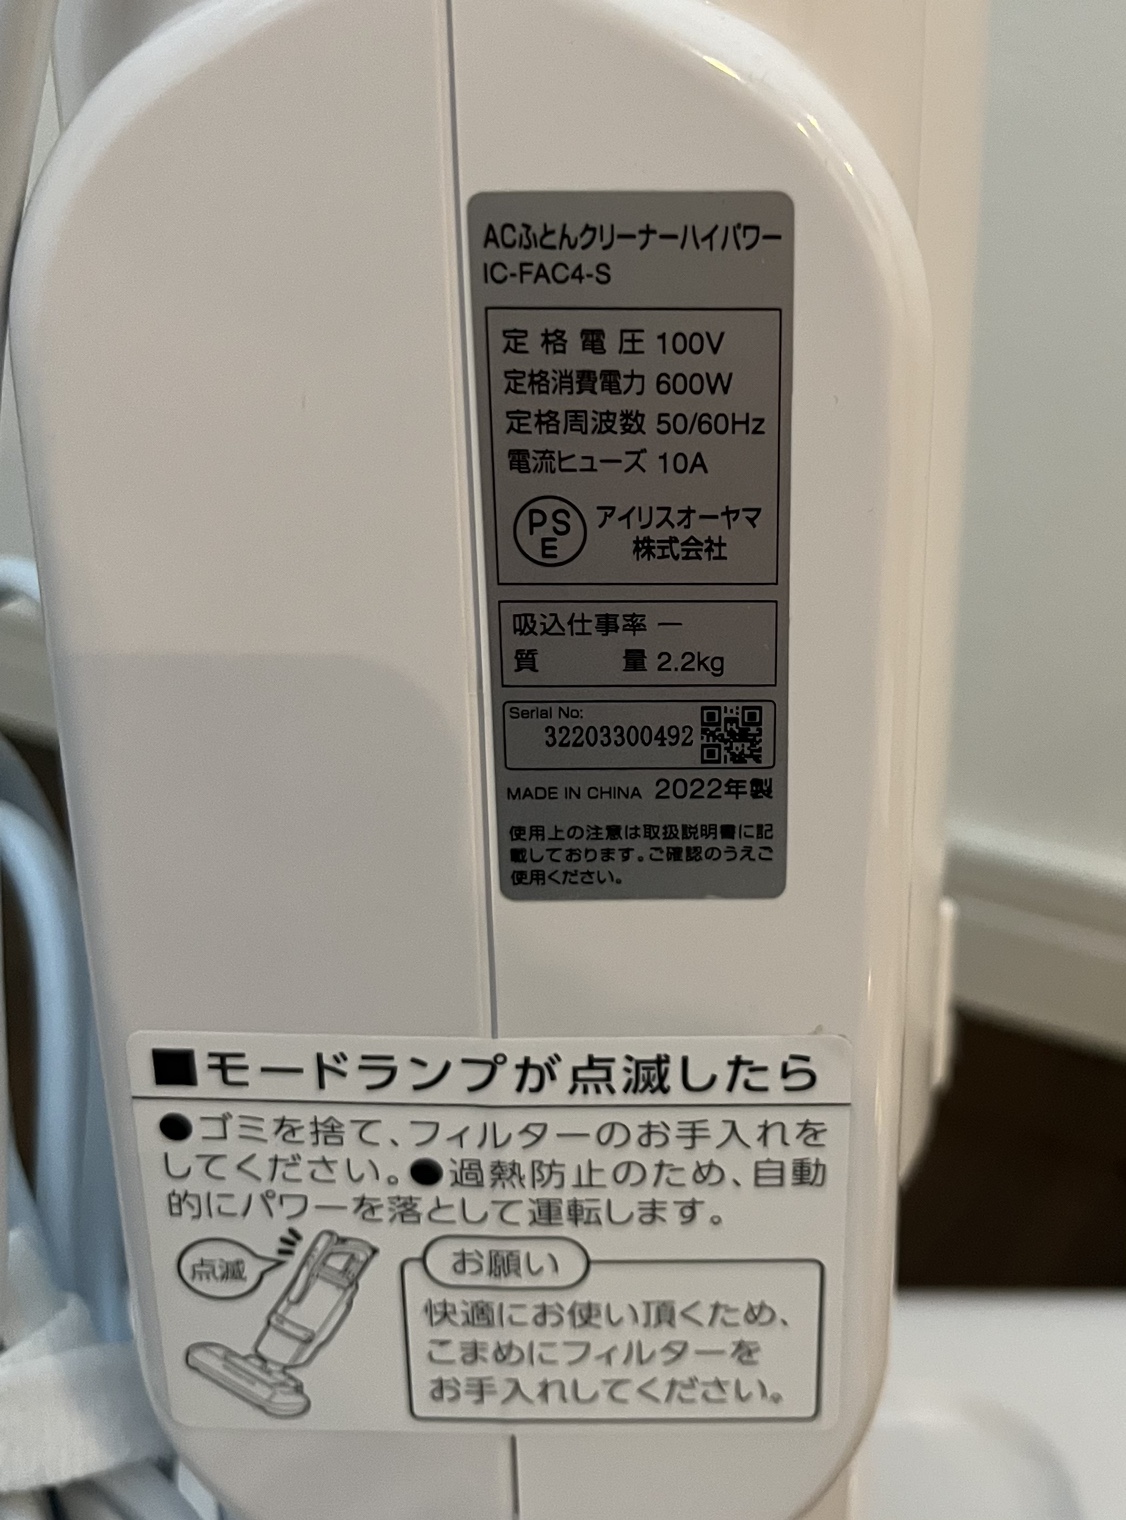 ACふとんクリーナーハイパワー
IC-FAC4-S
定格電圧 100V
定格消費電力 600W
定格周波数 50/60Hz
電流ヒューズ 10A
PS
E
アイリスオーヤマ
株式会社
吸込仕事率 ー
質量 2.2kg
Serial No:
32203300492
MADE IN CHINA 2022年製
使用上の注意は取扱説明書に記
載しております。ご確認のうえご
使用ください。
■モードランプが点滅したら
●ゴミを捨て、フィルターのお手入れを
してください。●過熱防止のため、自動
的にパワーを落として運転します。
点滅
お願い
快適にお使い頂くため、
こまめにフィルターを
お手入れしてください。